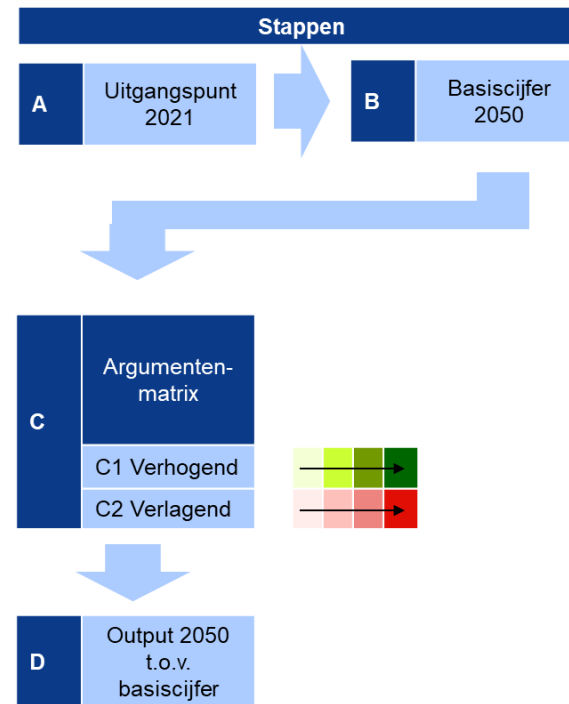 Stappen
A
Uitgangspunt
2021
B
Basiscijfer
2050
C
Argumenten-
matrix
C1 Verhogend
C2 Verlagend
D
Output 2050
t.o.v.
basiscijfer